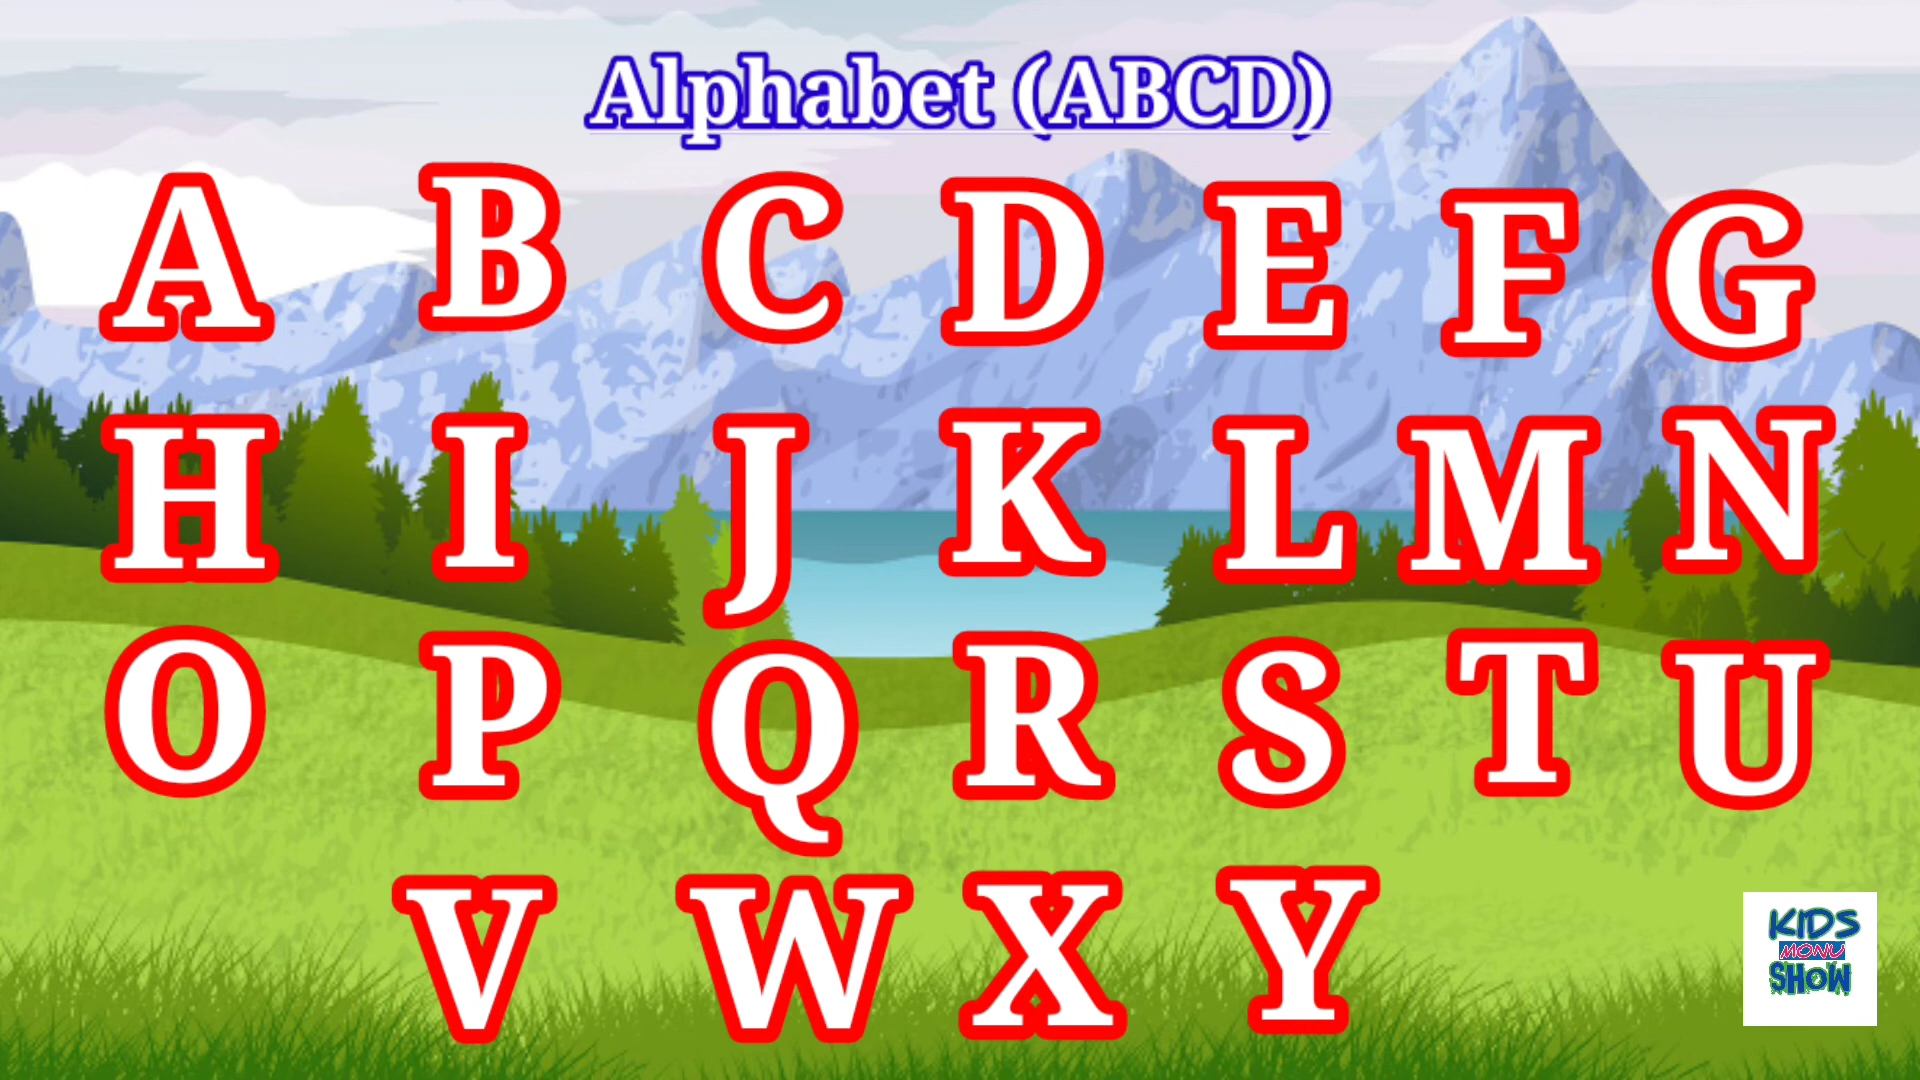 Alphabet (ABCD)
A B C D E F G
H I J K L M N
O P Q R S T U
V W X Y
KIDS
MONU
SHOW